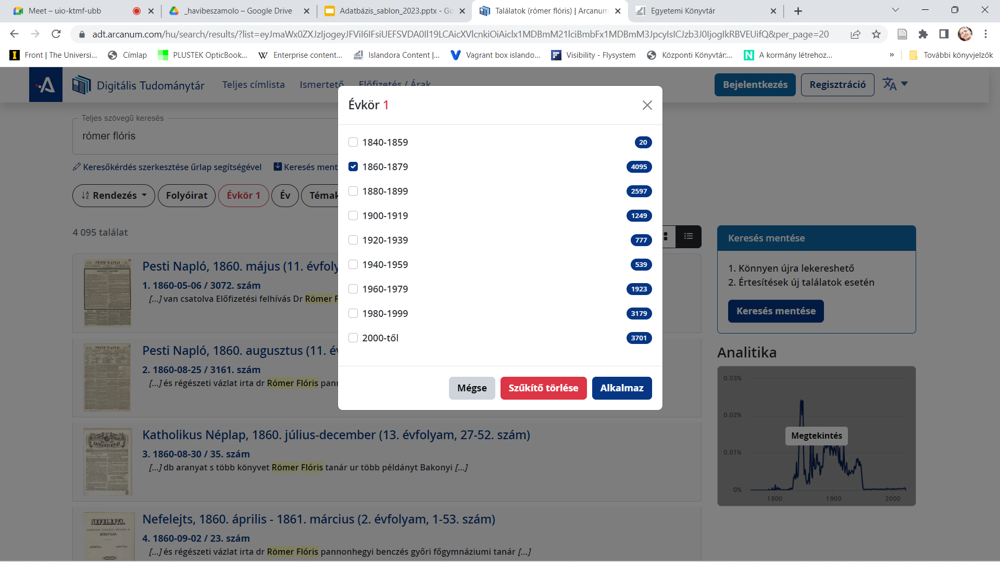 Meet – uio-ktmf-ubb
_havibeszamolo – Google Drive
Adatbázis_sablon_2023.pptx - Go
Találatok (rómer flóris) | Arcanum
Egyetemi Könyvtár
adt.arcanum.com/hu/search/results/?list=eyJmaWx0ZXJzIjogeyJFViI6IFsiUEFSVDA0Il19LCAicXVlcnkiOiAiclx1MDBmM21lciBmbFx1MDBmM3JpcyIsICJzb3J0IjogIkRBVEUifQ&per_page=20
Front | The Universi...
Címlap
PLUSTEK OpticBook...
Enterprise content...
Islandora Content |...
Vagrant box islando...
Visibility - Flysystem
Központi Könyvtár:...
A kormány létrehoz...
»
További könyvjelzők
Digitális Tudománytár
Teljes címlista
Ismertető
Előfizetés / Árak
Bejelentkezés
Regisztráció
Teljes szövegű keresés
rómer flóris
Keresőkérdés szerkesztése űrlap segítségével
Keresés ment
Rendezés
Folyóirat
Évkör 1
Év
Témak
4 095 találat
Pesti Napló, 1860. május (11. évfoly
1. 1860-05-06 / 3072. szám
[...] van csatolva Előfizetési felhívás Dr Römer F
Pesti Napló, 1860. augusztus (11. év
2. 1860-08-25 / 3161. szám
[...] és régészeti vázlat irta dr Rómer Flóris pann
Katholikus Néplap, 1860. július-december (13. évfolyam, 27-52. szám)
3. 1860-08-30 / 35. szám
[...] db aranyat s több könyvet Römer Flóris tanár ur több példányt Bakonyi [...]
Nefelejts, 1860. április - 1861. március (2. évfolyam, 1-53. szám)
4. 1860-09-02 / 23. szám
[...] és régészeti vázlat irta dr Römer Flóris pannonhegyi benczés győri főgymnáziumi tanár [...]
PESTI NAPLÓ
PESTI NAPLÓ
KATHOLIKUS NÉPLAP
NEFELEJTS.
Évkör 1
1840-1859 20
1860-1879 4095
1880-1899 2597
1900-1919 1249
1920-1939 777
1940-1959 539
1960-1979 1923
1980-1999 3179
2000-től 3701
Mégse
Szűkítő törlése
Alkalmaz
Keresés mentése
1. Könnyen újra lekereshető
2. Értesítések új találatok esetén
Keresés mentése
Analitika
0.03%
0.02%
0.01%
0%
Megtekintés
1800
1900
2000